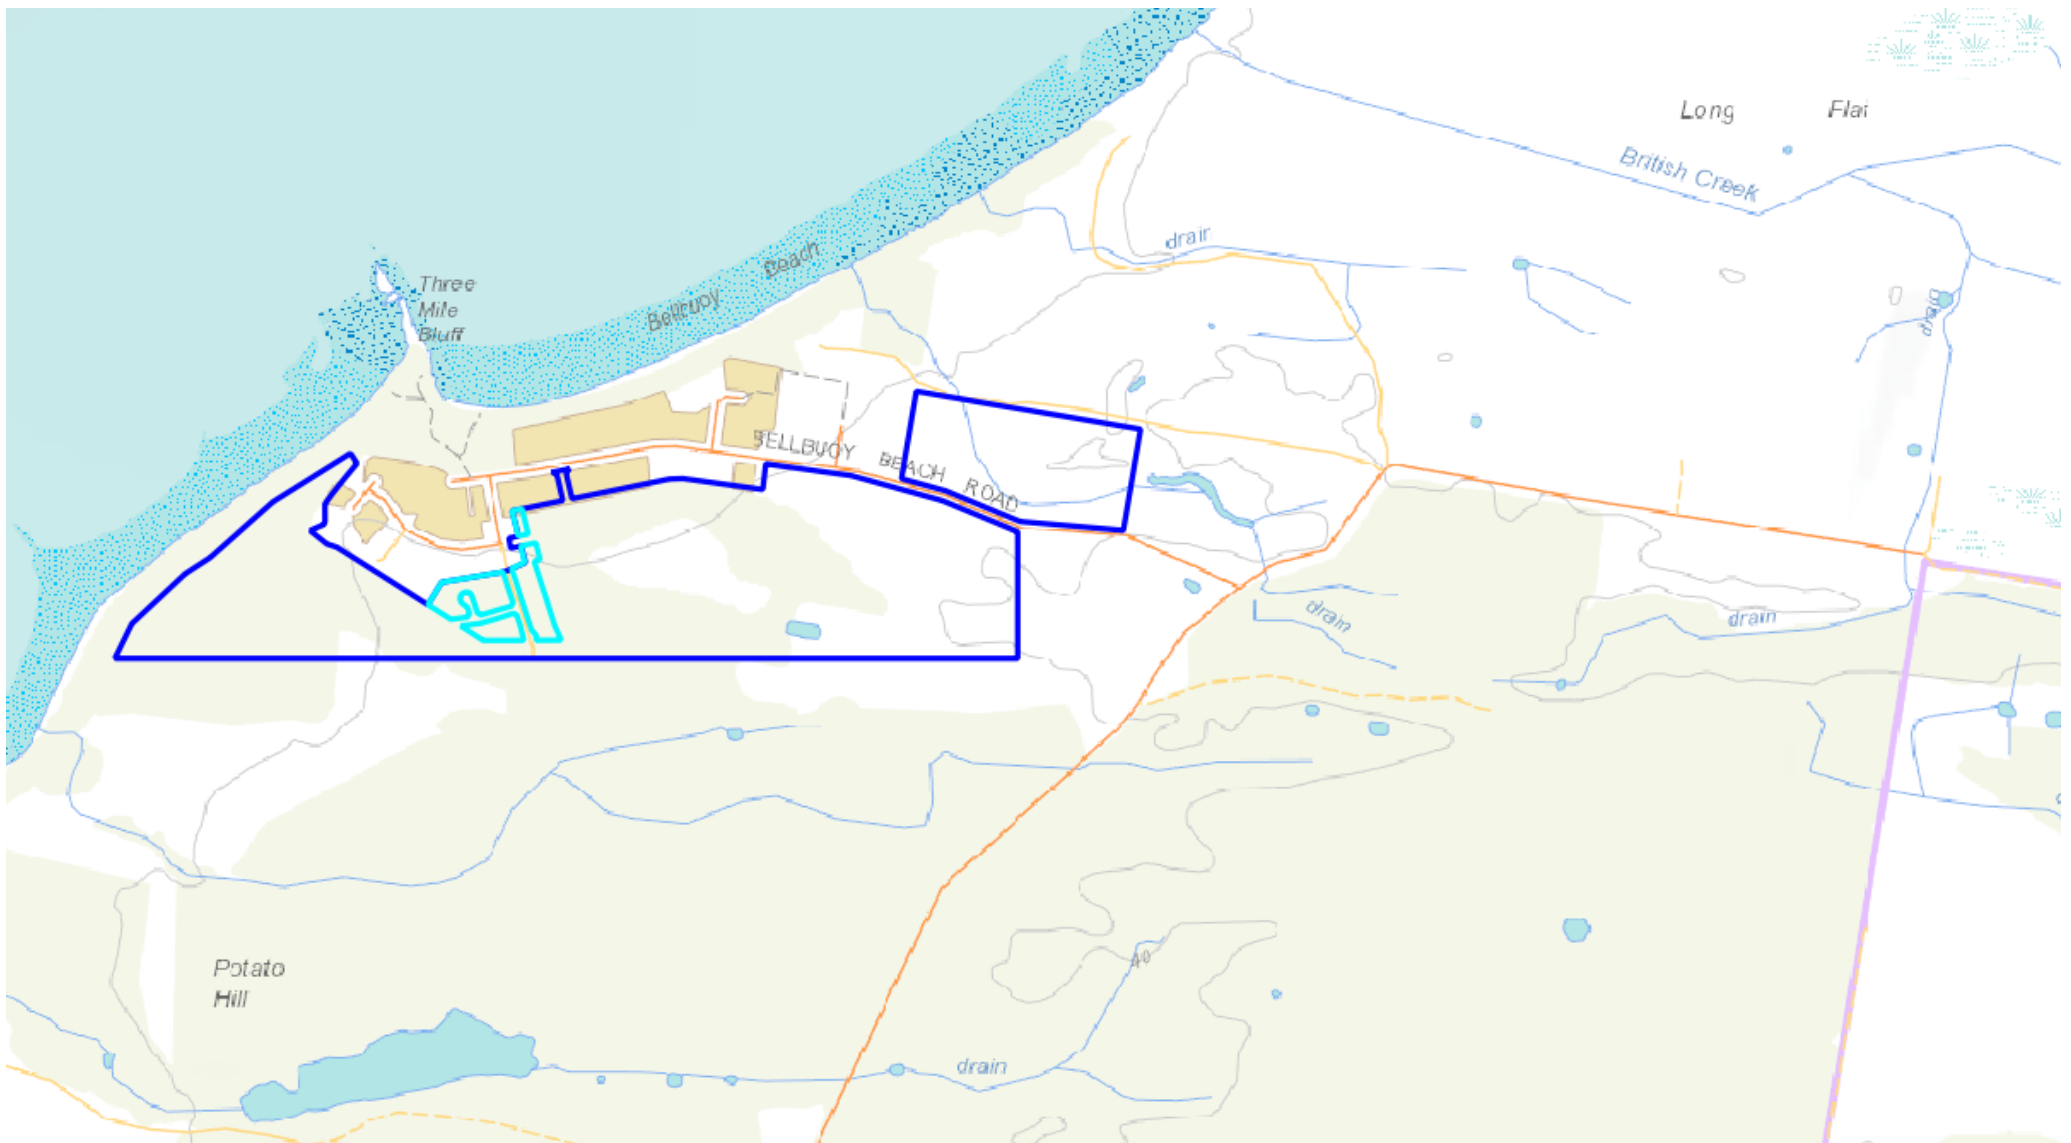 Long Flat
British Creek
drain
Beach
Three
Mile
Bluff
Bellbuoy
drain
BELLBUOY BEACH ROAD
drain
drain
40
Potato
Hill
drain